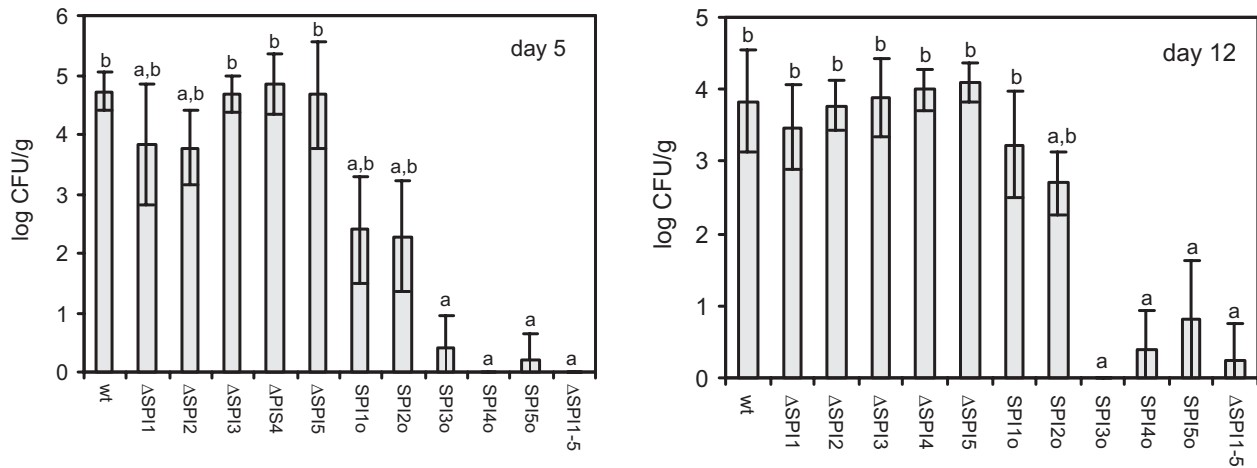 day 5
log CFU/g
6
5
4
3
2
1
0
b
a,b
a,b
b
b
b
a,b
a,b
a
a
a
a
wt
ΔSPI1
ΔSPI2
ΔSPI3
ΔPIS4
ΔSPI5
SPI1o
SPI2o
SPI3o
SPI4o
SPI5o
ΔSPI1-5
day 12
log CFU/g
5
4
3
2
1
0
b
b
b
b
b
b
b
a,b
a
a
a
a
wt
ΔSPI1
ΔSPI2
ΔSPI3
ΔSPI4
ΔSPI5
SPI1o
SPI2o
SPI3o
SPI4o
SPI5o
ΔSPI1-5